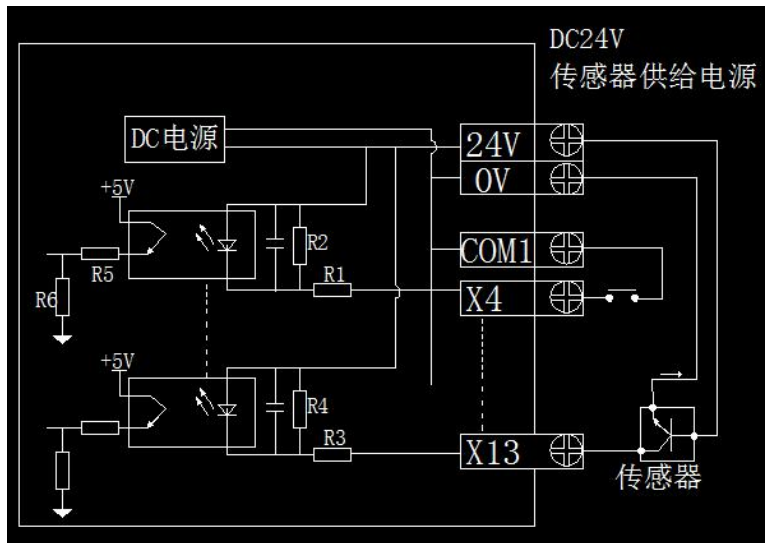 DC24V
传感器供给电源
DC电源
24V
0V
+5V
R2
COM1
R5
R1
X4
R6
+5V
R4
R3
X13
传感器